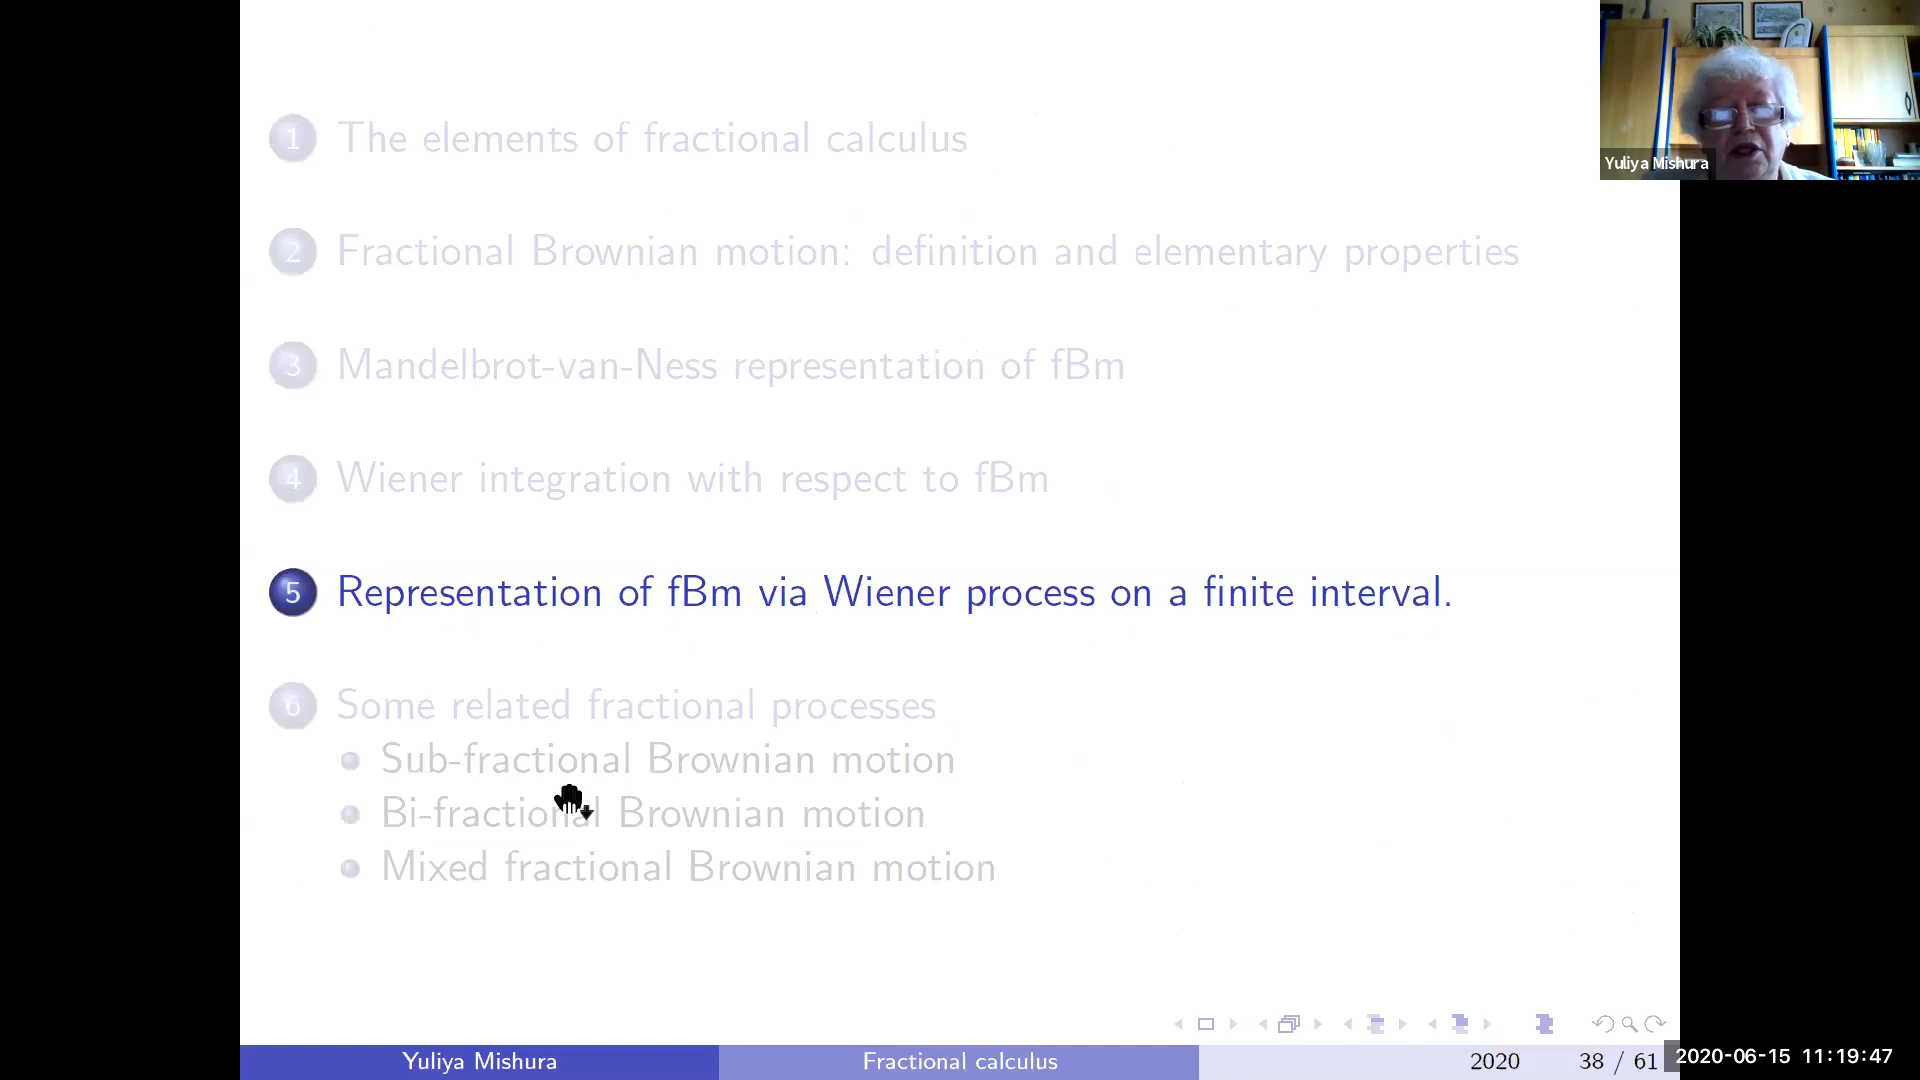 1 The elements of fractional calculus
2 Fractional Brownian motion: definition and elementary properties
3 Mandelbrot-van-Ness representation of fBm
4 Wiener integration with respect to fBm
5 Representation of fBm via Wiener process on a finite interval.
6 Some related fractional processes
Sub-fractional Brownian motion
Bi-fractional Brownian motion
Mixed fractional Brownian motion
Yuliya Mishura
Yuliya Mishura Fractional calculus 2020 38 / 61
2020-06-15 11:19:47